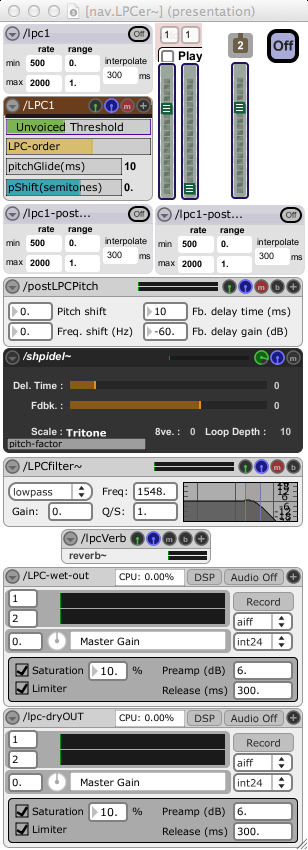 [nav.LPCer~] (presentation)
/lpc1 Off
rate range
min 500 0. interpolate
max 2000 1. 300 ms
1 1
Play
2
Off
/LPC1 m +
Unvoiced Threshold
LPC-order
pitchGlide(ms) 10
pShift(semitones) 0.
/lpc1-post... Off
rate range
min 500 0. interpolate
max 2000 1. 300 ms
/lpc1-post... Off
rate range
min 500 0. interpolate
max 2000 1. 300 ms
/postLPCPitch m b +
0. Pitch shift 10 Fb. delay time (ms)
0. Freq. shift (Hz) -60. Fb. delay gain (dB)
/shpidel~ m b +
Del. Time : 0
Fdbk. : 0
Scale : Tritone 8ve. : 0 Loop Depth : 10
pitch-factor
/LPCfilter~ m b +
lowpass Freq: 1548.
Gain: 0. Q/S: 1.
18
12
6
-6
-12
-18
/lpcVerb m b +
reverb~
/LPC-wet-out CPU: 0.00% DSP Audio Off +
1 Record
2 aiff
0. Master Gain int24
Saturation 10. % Preamp (dB) 6.
Limiter Release (ms) 300.
/lpc-dryOUT CPU: 0.00% DSP Audio Off +
1 Record
2 aiff
0. Master Gain int24
Saturation 10. % Preamp (dB) 6.
Limiter Release (ms) 300.